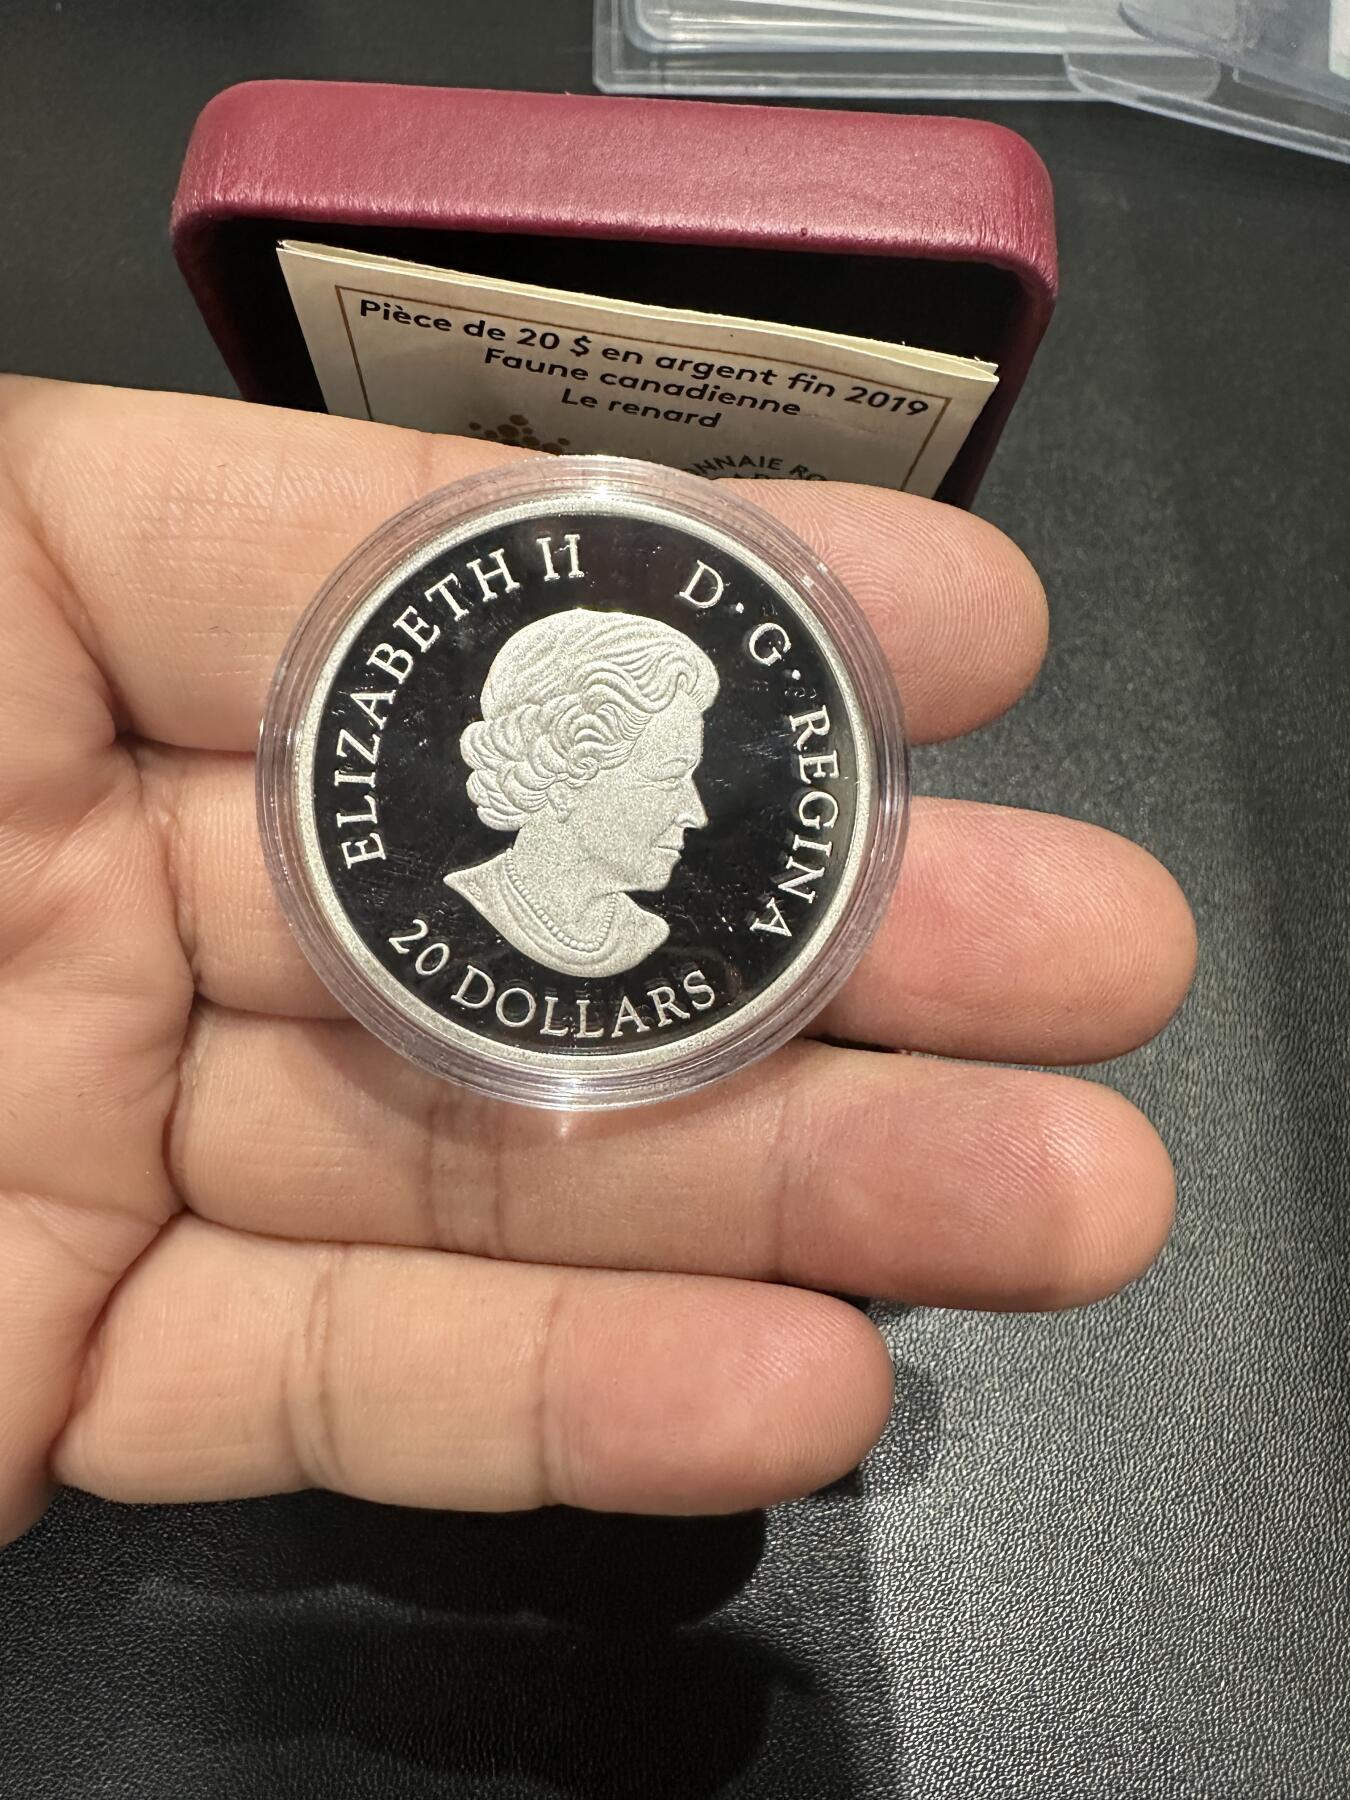 Pièce de 20 $ en argent fin 2019
Faune canadienne
Le renard
ELIZABETH II D·G·REGINA
20 DOLLARS